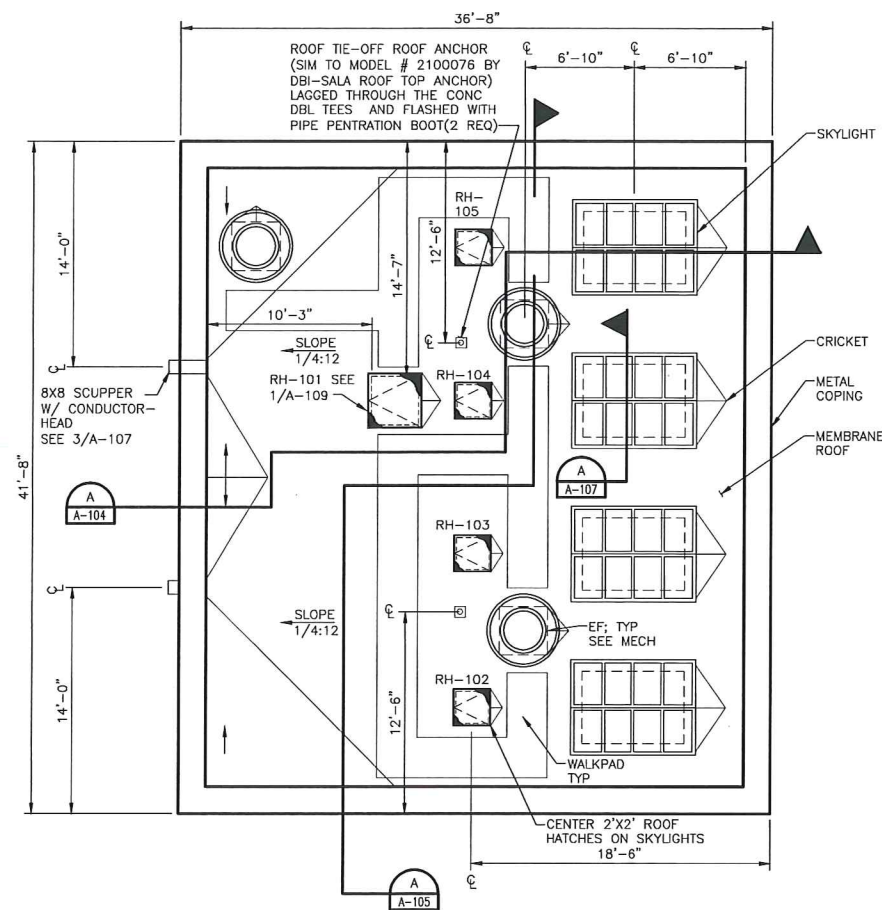 36'-8"
ROOF TIE-OFF ROOF ANCHOR
(SIM TO MODEL # 2100076 BY
DBI-SALA ROOF TOP ANCHOR)
LAGGED THROUGH THE CONC
DBL TEES AND FLASHED WITH
PIPE PENTRATION BOOT(2 REQ)
℄
℄
6'-10"
6'-10"
SKYLIGHT
RH-
105
14'-0"
14'-7"
12'-6"
10'-3"
℄
SLOPE
1/4:12
CRICKET
℄
RH-101 SEE
1/A-109
RH-104
METAL
COPING
8X8 SCUPPER
W/ CONDUCTOR-
HEAD
SEE 3/A-107
MEMBRANE
ROOF
41'-8"
A
A-104
A
A-107
RH-103
℄
℄
SLOPE
1/4:12
EF; TYP
SEE MECH
RH-102
14'-0"
12'-6"
WALKPAD
TYP
CENTER 2'X2' ROOF
HATCHES ON SKYLIGHTS
18'-6"
℄
A
A-105